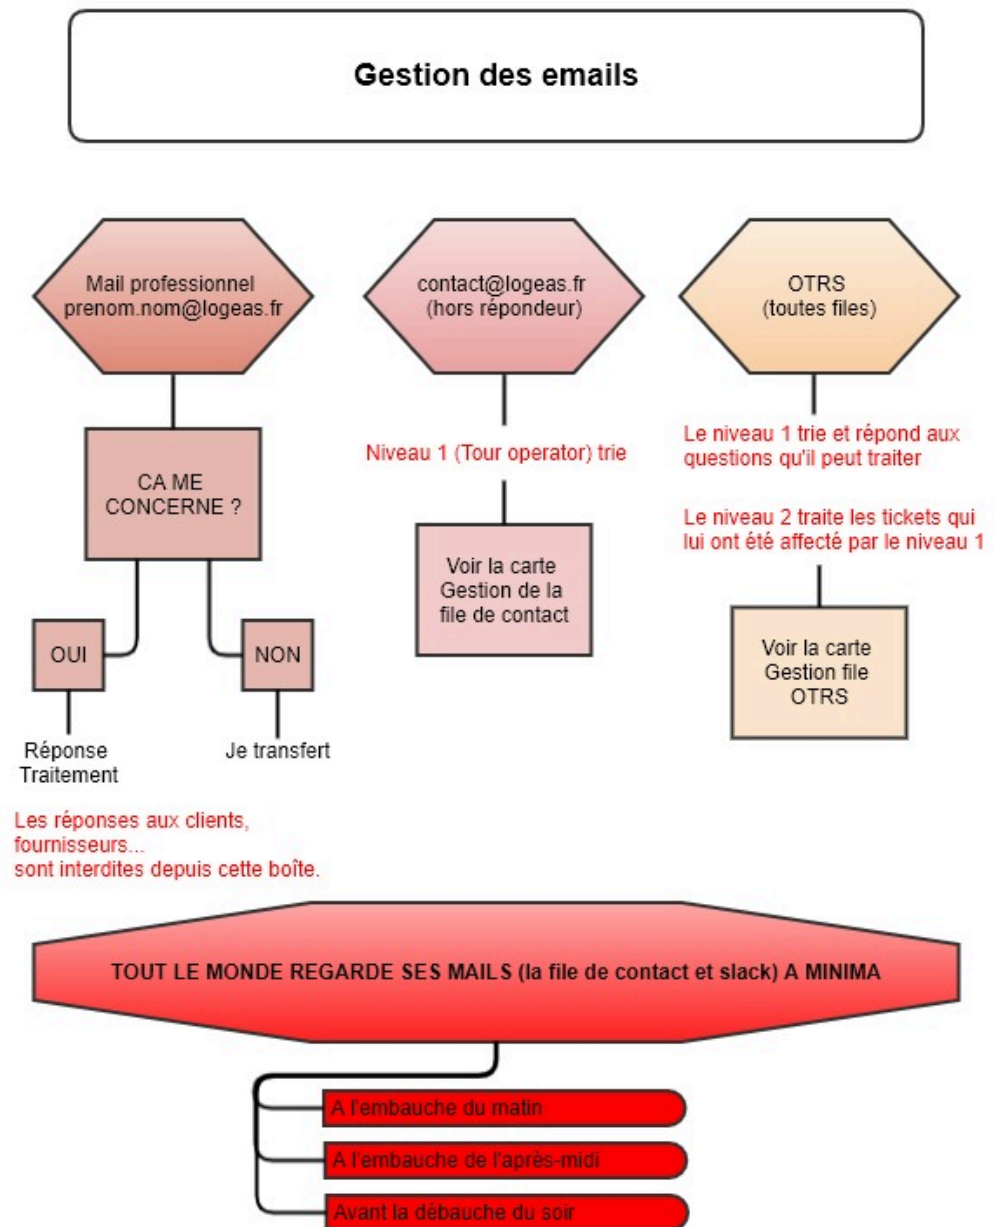 Gestion des emails
Mail professionnel
prenom.nom@logeas.fr
contact@logeas.fr
(hors répondeur)
OTRS
(toutes files)
CA ME
CONCERNE ?
OUI
NON
Réponse
Traitement
Je transfert
Les réponses aux clients,
fournisseurs...
sont interdites depuis cette boîte.
Niveau 1 (Tour operator) trie
Voir la carte
Gestion de la
file de contact
Le niveau 1 trie et répond aux
questions qu'il peut traiter
Le niveau 2 traite les tickets qui
lui ont été affecté par le niveau 1
Voir la carte
Gestion file
OTRS
TOUT LE MONDE REGARDE SES MAILS (la file de contact et slack) A MINIMA
A l'embauche du matin
A l'embauche de l'après-midi
Avant la débauche du soir